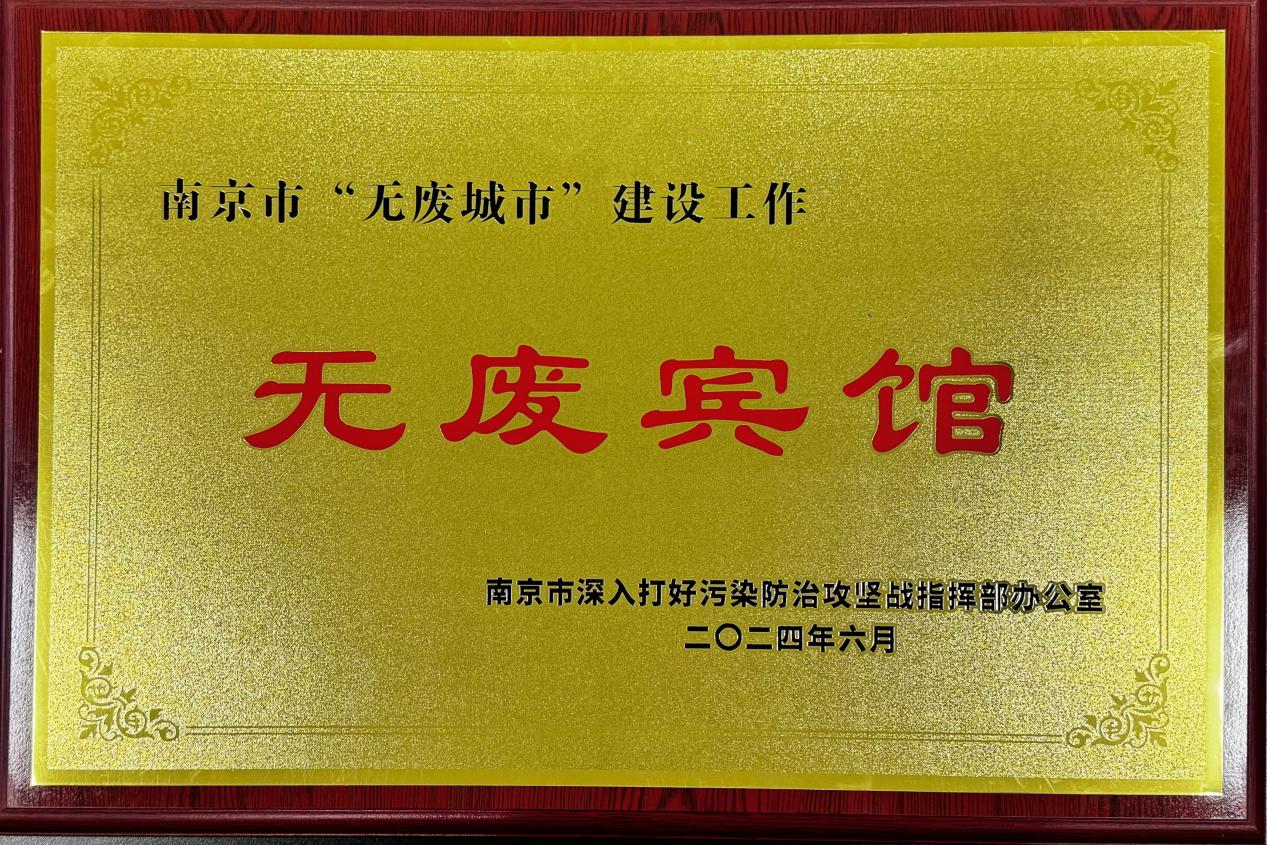 南京市“无废城市”建设工作
无废宾馆
南京市深入打好污染防治攻坚战指挥部办公室
二〇二四年六月